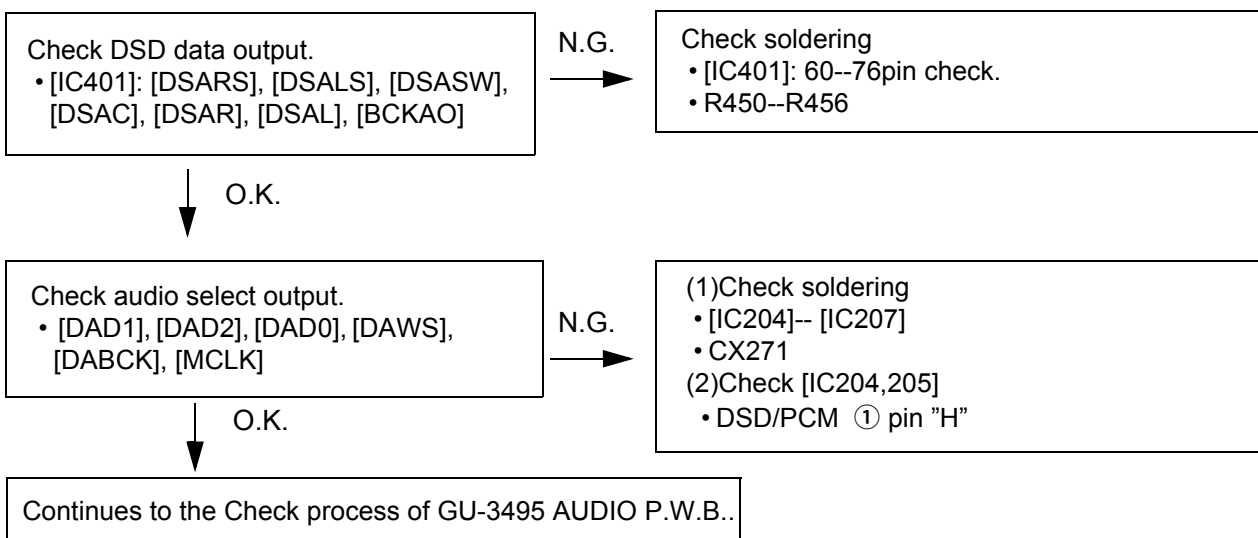 Check DSD data output.
• [IC401]: [DSARS], [DSALS], [DSASW],
[DSAC], [DSAR], [DSAL], [BCKAO]
N.G.
Check soldering
• [IC401]: 60--76pin check.
• R450--R456
O.K.
Check audio select output.
• [DAD1], [DAD2], [DAD0], [DAWS],
[DABCK], [MCLK]
N.G.
(1)Check soldering
• [IC204]-- [IC207]
• CX271
(2)Check [IC204,205]
• DSD/PCM ① pin ”H”
O.K.
Continues to the Check process of GU-3495 AUDIO P.W.B..